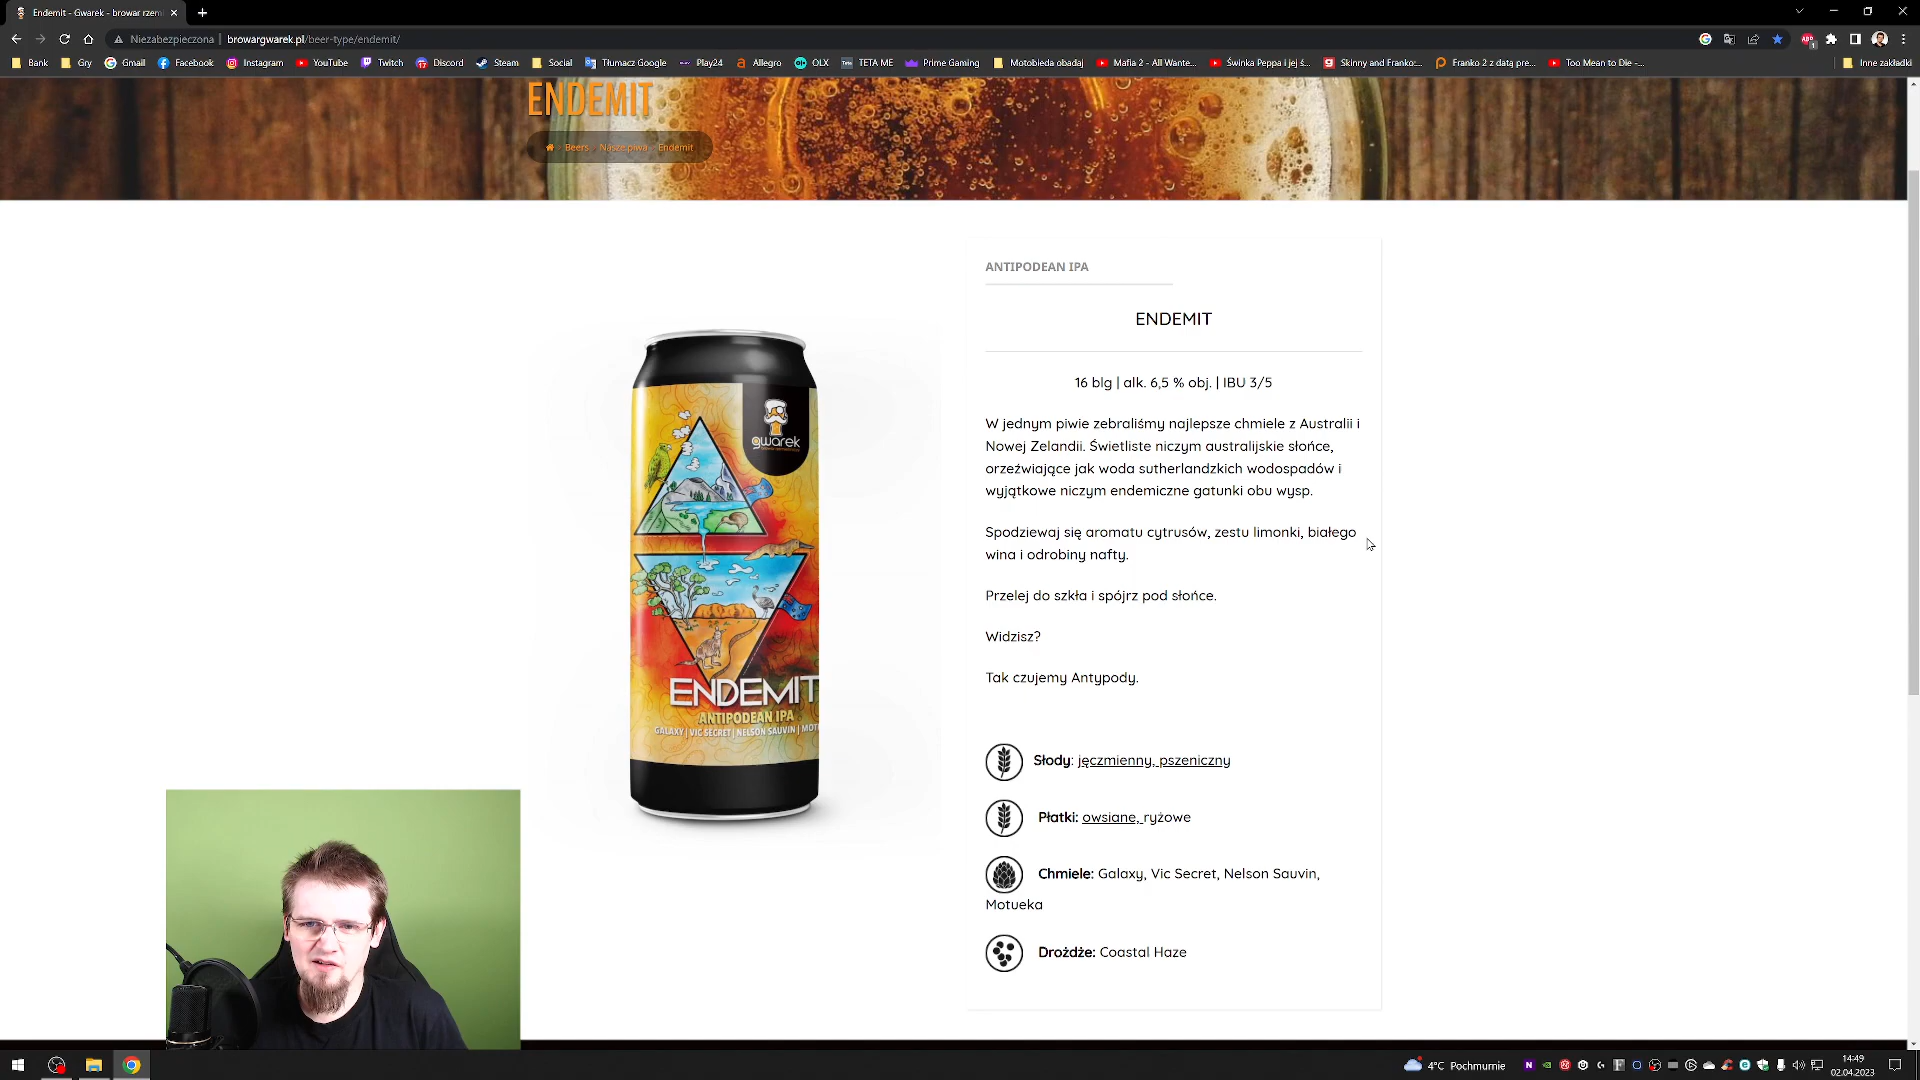 Endemit - Gwarek - browar rzem
Niezabezpieczona | browargwarek.pl/beer-type/endemit/
Bank Gry Gmail Facebook Instagram YouTube Twitch Discord Steam Social Tłumacz Google Play24 Allegro OLX TETA ME Prime Gaming Motobieda obadaj Mafia 2 - All Wante... Świnka Peppa i jej ś... Skinny and Franko:... Franko 2 z datą pre... Too Mean to Die -... Inne zakładki
ENDEMIT
Beers Nasze piwa Endemit
ANTIPODEAN IPA
ENDEMIT
16 blg | alk. 6,5 % obj. | IBU 3/5
W jednym piwie zebraliśmy najlepsze chmiele z Australii i
Nowej Zelandii. Świetliste niczym australijskie słońce,
orzeźwiające jak woda sutherlandzkich wodospadów i
wyjątkowe niczym endemiczne gatunki obu wysp.
Spodziewaj się aromatu cytrusów, zestu limonki, białego
wina i odrobiny nafty.
Przelej do szkła i spójrz pod słońce.
Widzisz?
Tak czujemy Antypody.
Słody: jęczmienny, pszeniczny
Płatki: owsiane, ryżowe
Chmiele: Galaxy, Vic Secret, Nelson Sauvin,
Motueka
Drożdże: Coastal Haze
gwarek
ENDEMIT
ANTIPODEAN IPA
GALAXY | VIC SECRET | NELSON SAUVIN | MOT
4°C Pochmurnie
14:49
02.04.2023